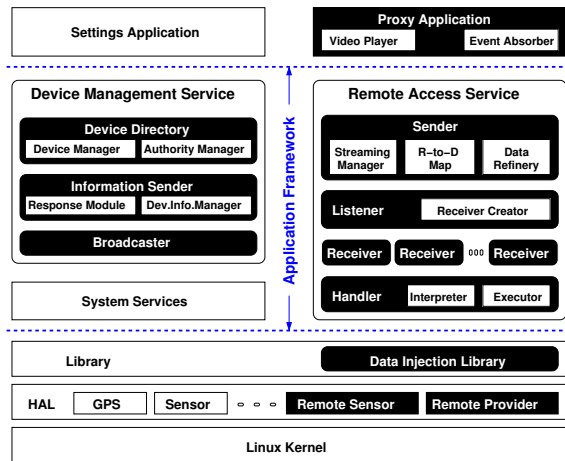 Settings Application
Proxy Application
Video Player
Event Absorber
Application Framework
Device Management Service
Device Directory
Device Manager
Authority Manager
Information Sender
Response Module
Dev.Info.Manager
Broadcaster
System Services
Remote Access Service
Sender
Streaming
Manager
R-to-D
Map
Data
Refinery
Listener
Receiver Creator
Receiver
Receiver
Receiver
Handler
Interpreter
Executor
Library
Data Injection Library
HAL
GPS
Sensor
Remote Sensor
Remote Provider
Linux Kernel